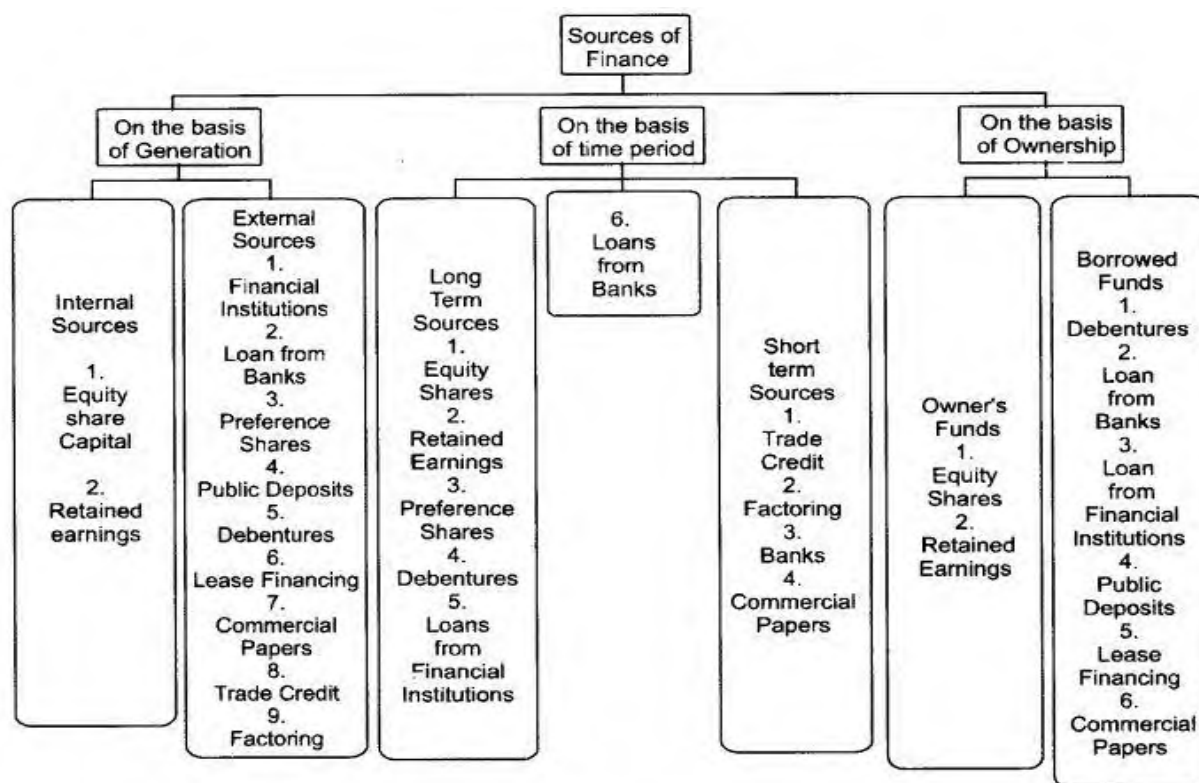 Sources of
Finance
On the basis
of Generation
On the basis
of time period
On the basis
of Ownership
Internal
Sources
1.
Equity
share
Capital
2.
Retained
earnings
External
Sources
1.
Financial
Institutions
2.
Loan from
Banks
3.
Preference
Shares
4.
Public Deposits
5.
Debentures
6.
Lease Financing
7.
Commercial
Papers
8.
Trade Credit
9.
Factoring
Long
Term
Sources
1.
Equity
Shares
2.
Retained
Earnings
3.
Preference
Shares
4.
Debentures
5.
Loans
from
Financial
Institutions
6.
Loans
from
Banks
Short
term
Sources
1.
Trade
Credit
2.
Factoring
3.
Banks
4.
Commercial
Papers
Owner's
Funds
1.
Equity
Shares
2.
Retained
Earnings
Borrowed
Funds
1.
Debentures
2.
Loan
from
Banks
3.
Loan
from
Financial
Institutions
4.
Public
Deposits
5.
Lease
Financing
6.
Commercial
Papers